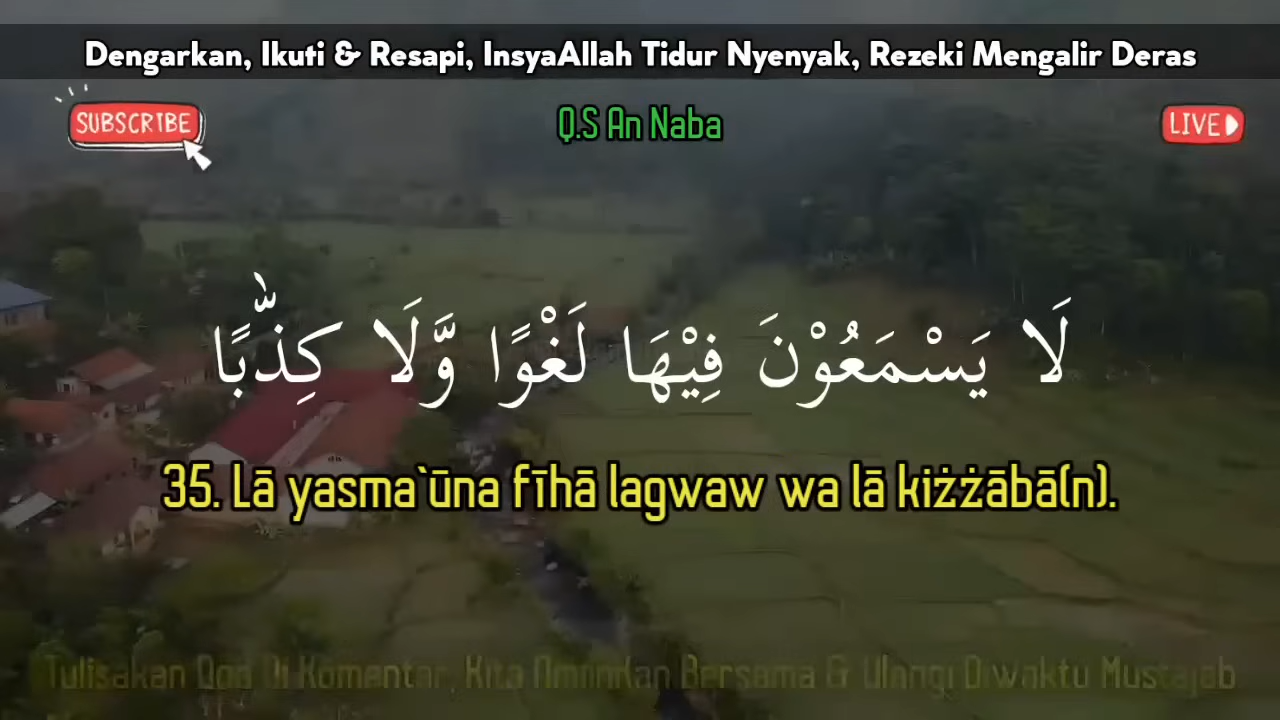 Dengarkan, Ikuti & Resapi, InsyaAllah Tidur Nyenyak, Rezeki Mengalir Deras
SUBSCRIBE
Q.S An Naba
LIVE
لَا يَسْمَعُوْنَ فِيْهَا لَغْوًا وَّلَا كِذّٰبًا
35. Lā yasma`ūna fīhā lagwaw wa lā kiżżābā(n).
Tulisakan Doa Di Komentar, Kita Aminkan Bersama & Ulangi Diwaktu Mustajab